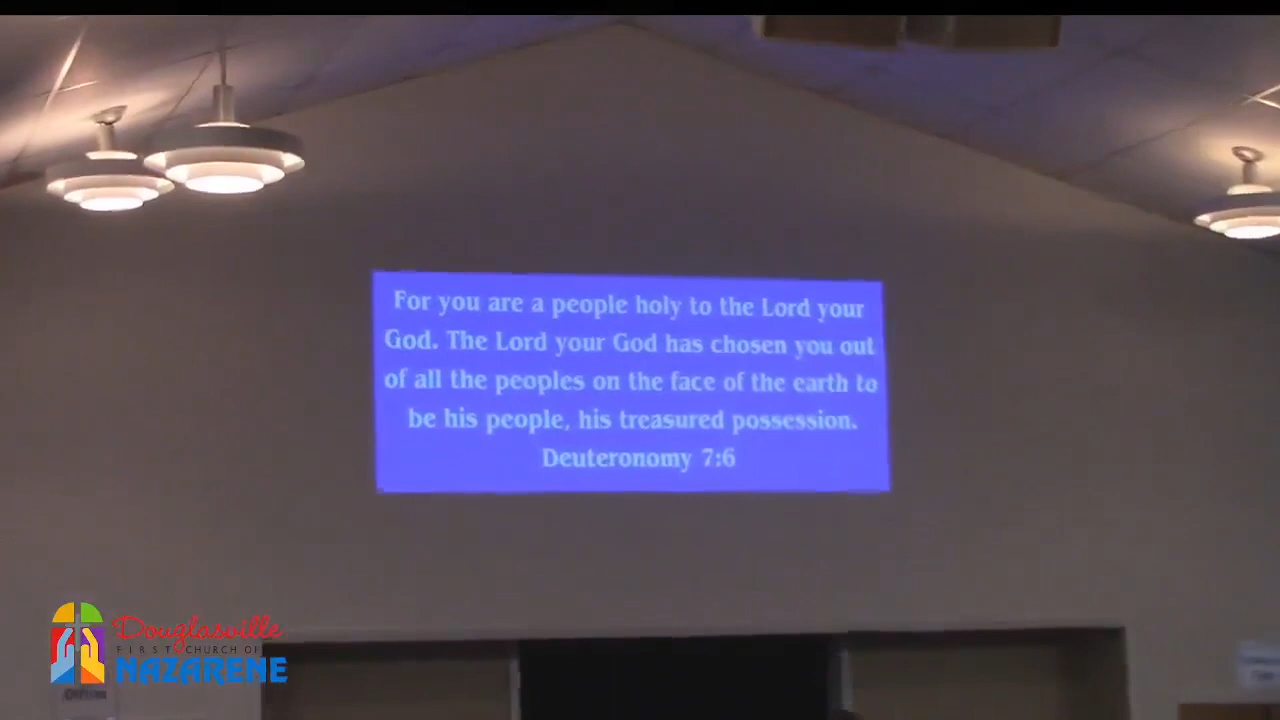 For you are a people holy to the Lord your
God. The Lord your God has chosen you out
of all the peoples on the face of the earth to
be his people, his treasured possession.
Deuteronomy 7:6
Douglasville
FIRST CHURCH OF
NAZARENE